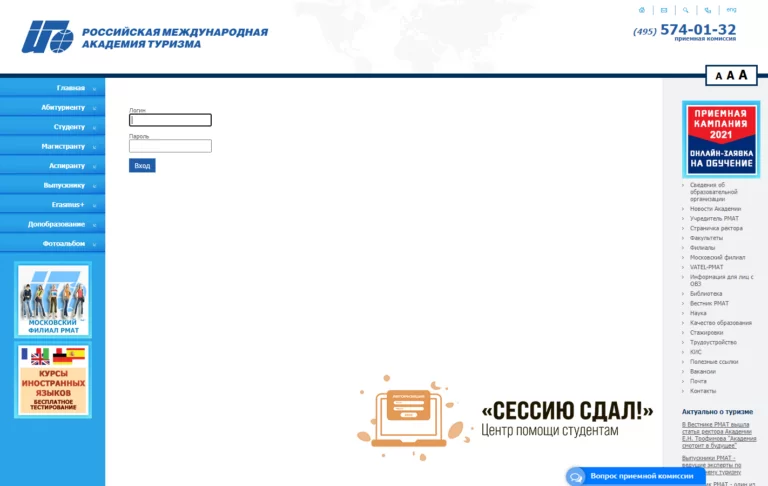 eng
РОССИЙСКАЯ МЕЖДУНАРОДНАЯ
АКАДЕМИЯ ТУРИЗМА
(495) 574-01-32
приемная комиссия
A A A
Главная
Абитуриенту
Студенту
Магистранту
Аспиранту
Выпускнику
Erasmus+
Допобразование
Фотоальбом
МОСКОВСКИЙ
ФИЛИАЛ РМАТ
КУРСЫ
ИНОСТРАННЫХ
ЯЗЫКОВ
БЕСПЛАТНОЕ
ТЕСТИРОВАНИЕ
Логин
Пароль
Вход
«СЕССИЮ СДАЛ!»
Центр помощи студентам
ПРИЕМНАЯ
КАМПАНИЯ
2021
ОНЛАЙН-ЗАЯВКА
НА ОБУЧЕНИЕ
Сведения об
образовательной
организации
Новости Академии
Учредитель РМАТ
Страничка ректора
Факультеты
Филиалы
Московский филиал
VATEL-РМАТ
Информация для лиц с
ОВЗ
Библиотека
Вестник РМАТ
Наука
Качество образования
Стажировки
Трудоустройство
КИС
Полезные ссылки
Вакансии
Почта
Контакты
Актуально о туризме
В Вестнике РМАТ вышла
статья ректора Академии
Е.Н. Трофимова "Академия
смотрит в будущее"
Выпускники РМАТ -
ведущие эксперты по
туризму
Вопрос приемной комиссии
РМАТ - один из